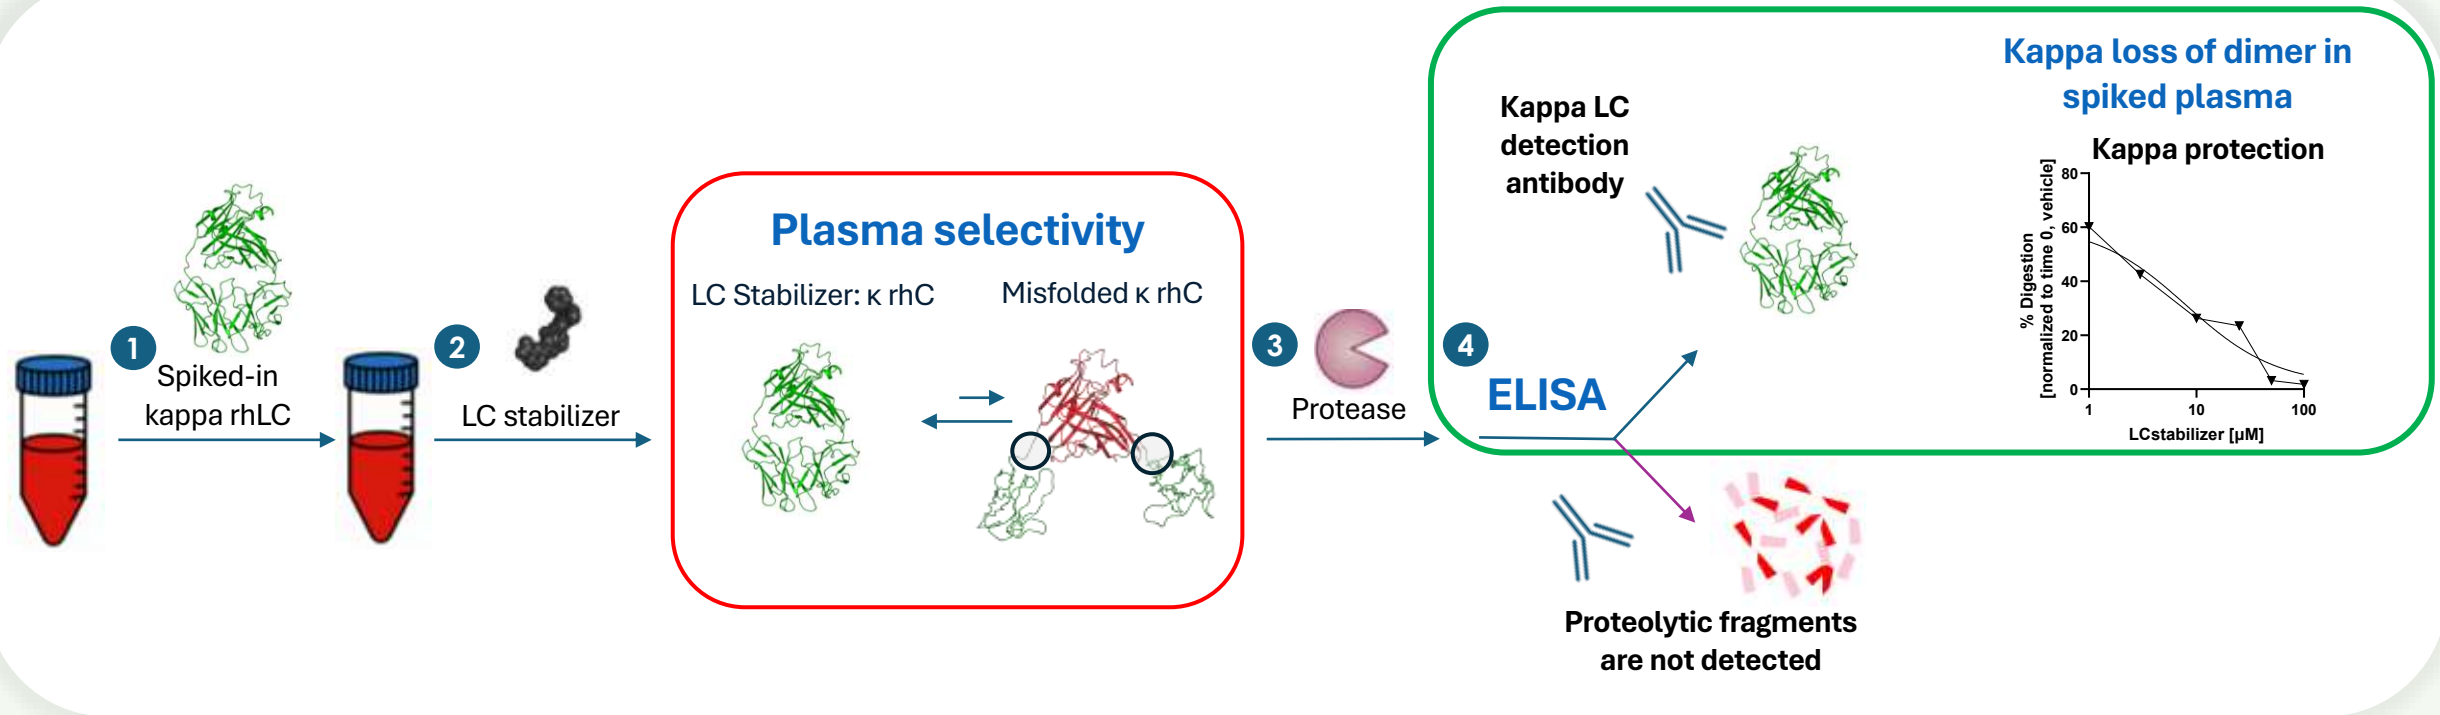 1
Spiked-in
kappa rhLC
2
LC stabilizer
Plasma selectivity
LC Stabilizer: κ rhC
Misfolded κ rhC
3
Protease
4
ELISA
Kappa LC
detection
antibody
Proteolytic fragments
are not detected
Kappa loss of dimer in
spiked plasma
Kappa protection
% Digestion
[normalized to time 0, vehicle]
80
60
40
20
0
1
10
100
LCstabilizer [µM]